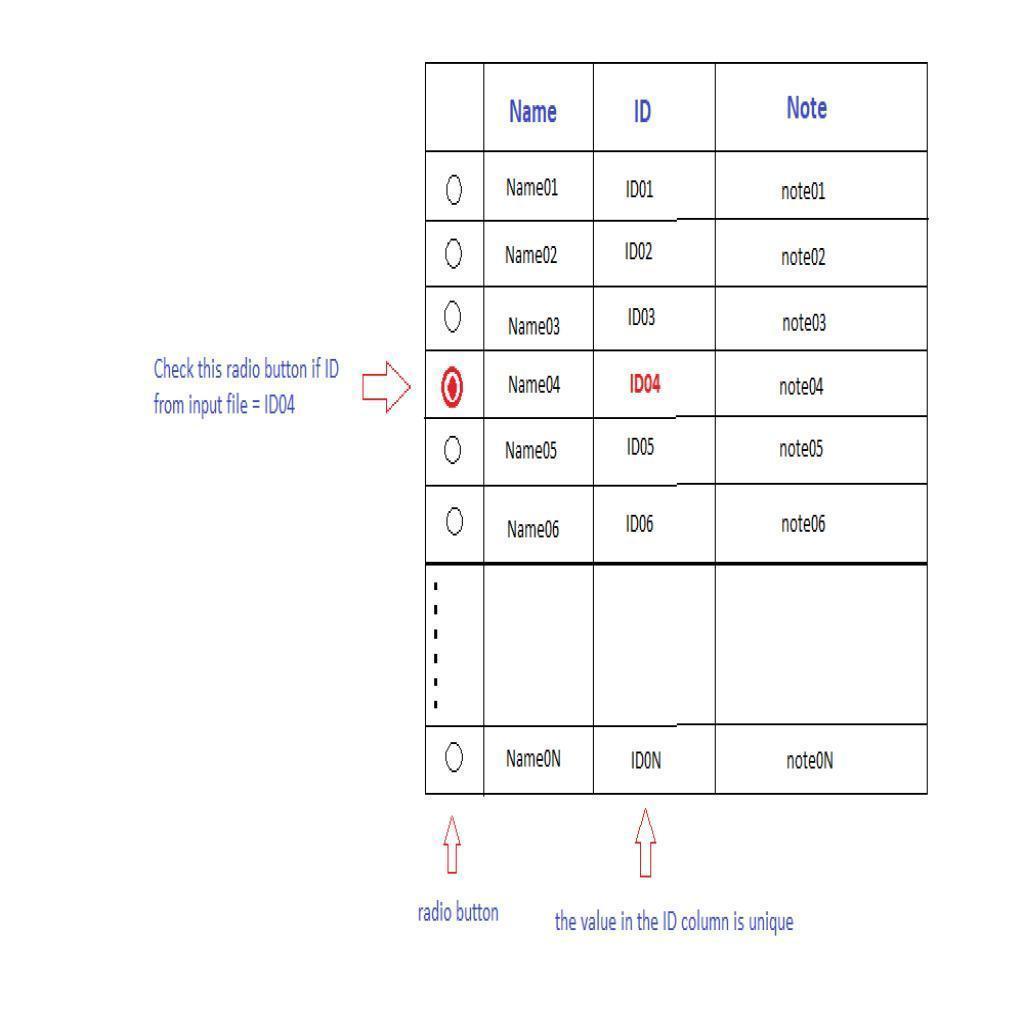 Name ID Note
Name01 ID01 note01
Name02 ID02 note02
Name03 ID03 note03
Check this radio button if ID
from input file = ID04
Name04 ID04 note04
Name05 ID05 note05
Name06 ID06 note06
Name0N ID0N note0N
radio button
the value in the ID column is unique